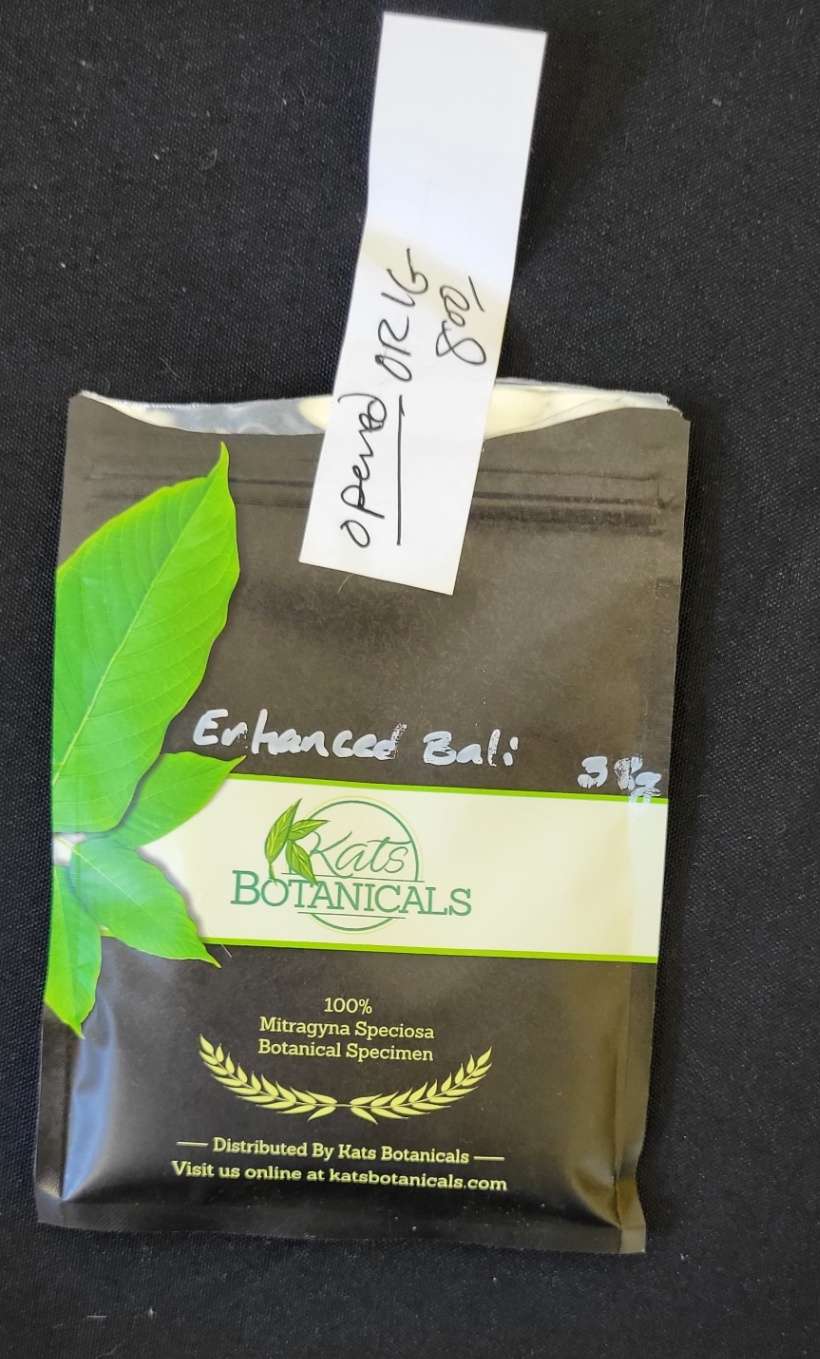 opened ORIG
800/
Enhanced Bali
Kats
BOTANICALS
100%
Mitragyna Speciosa
Botanical Specimen
Distributed By Kats Botanicals
Visit us online at katsbotanicals.com